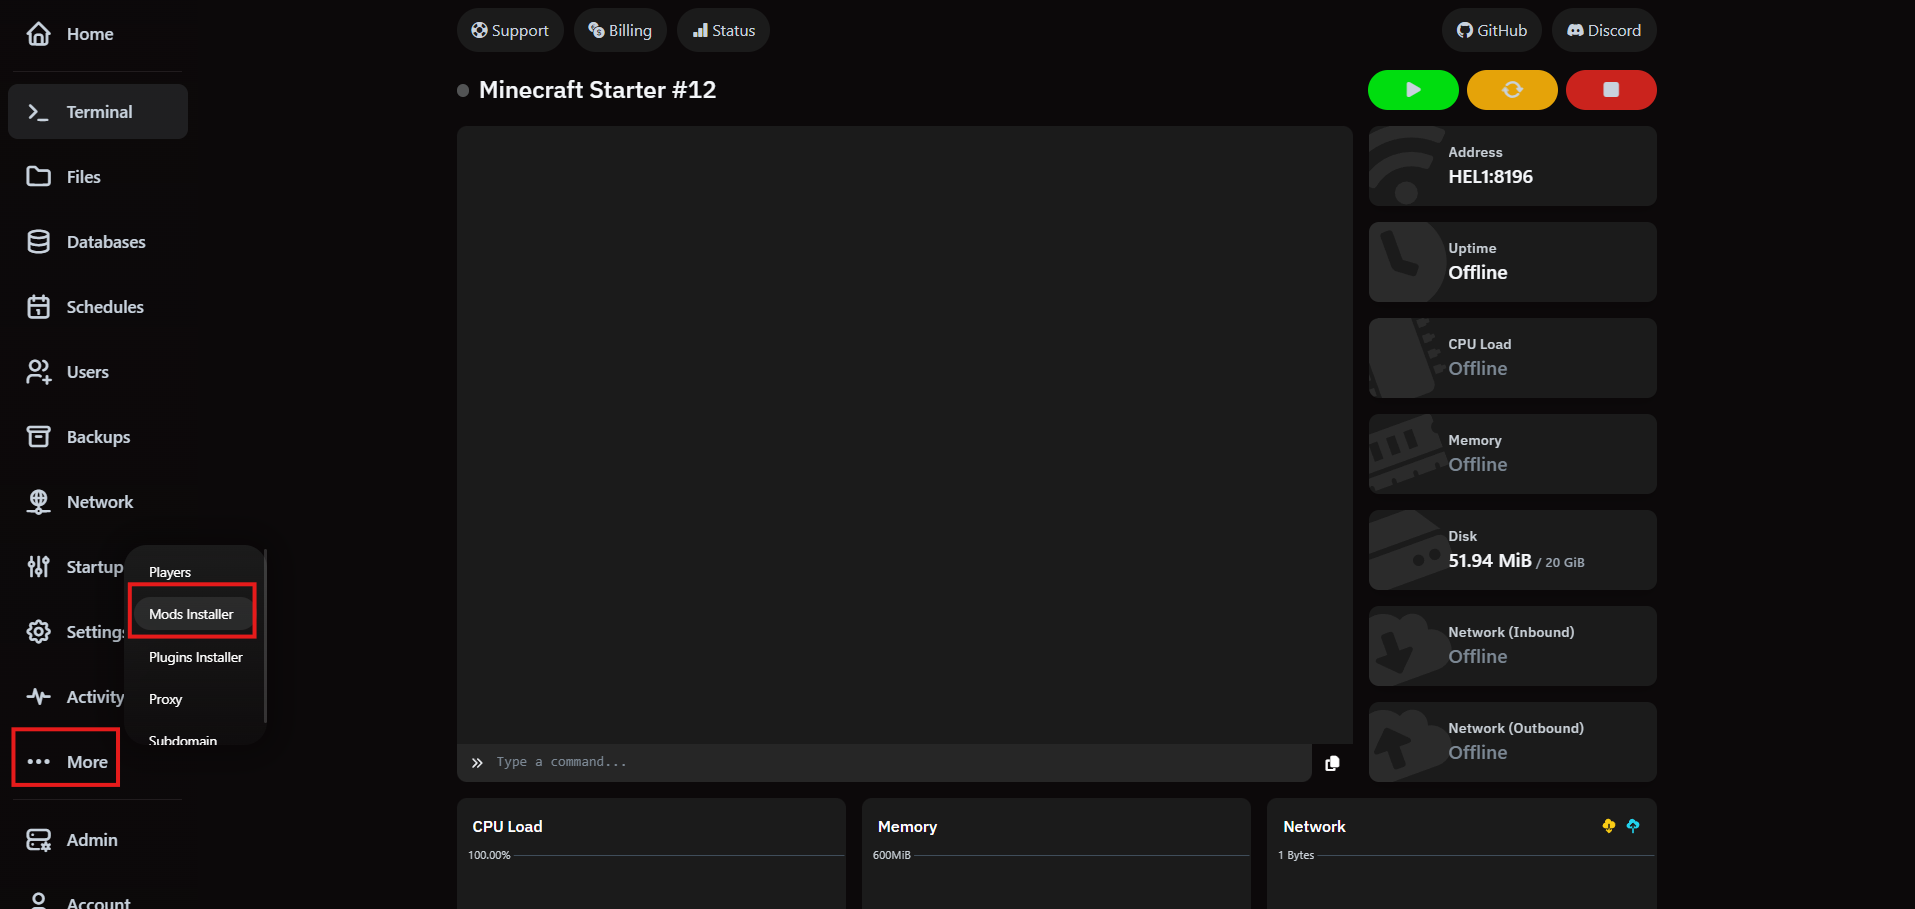 Home
Terminal
Files
Databases
Schedules
Users
Backups
Network
Startup
Settings
Activity
More
Admin
Account
Players
Mods Installer
Plugins Installer
Proxy
Subdomain
Support
Billing
Status
GitHub
Discord
Minecraft Starter #12
Type a command...
Address
HEL1:8196
Uptime
Offline
CPU Load
Offline
Memory
Offline
Disk
51.94 MiB / 20 GiB
Network (Inbound)
Offline
Network (Outbound)
Offline
CPU Load
100.00%
Memory
600MiB
Network
1 Bytes